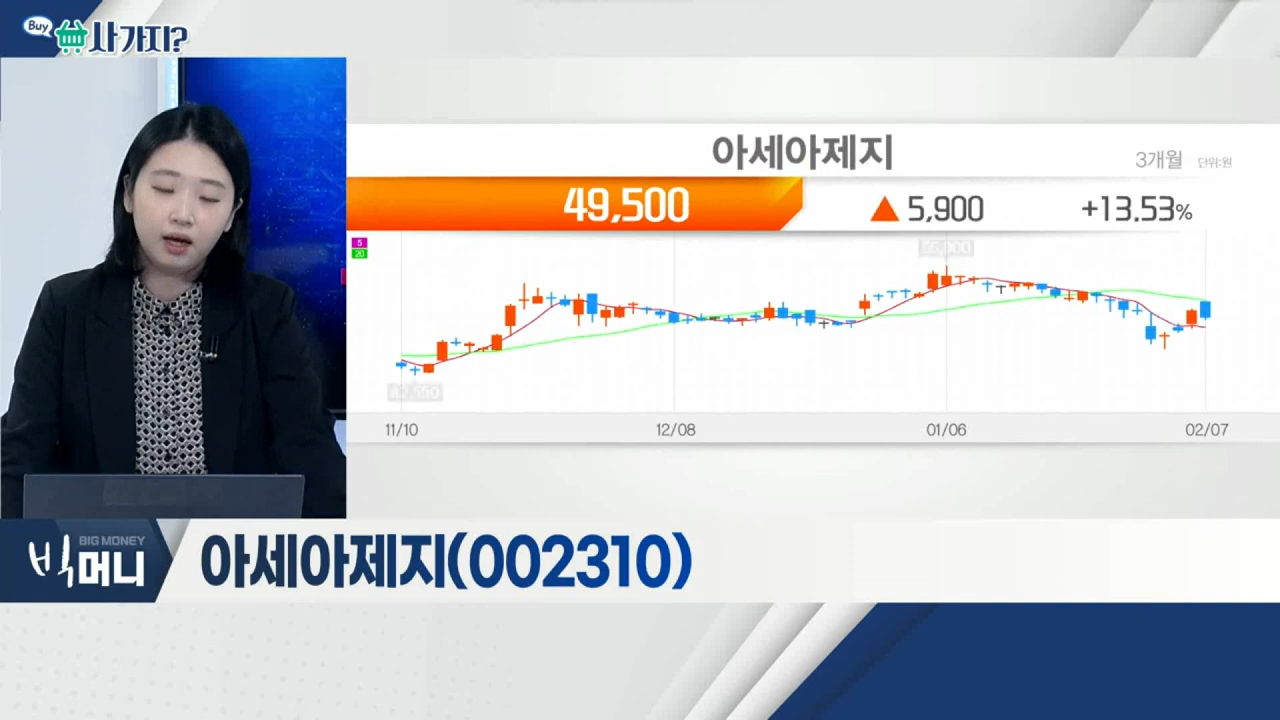 Buy
사가지?
아세아제지
3개월 단위:원
49,500
▲ 5,900
+13.53%
5
20
11/10
12/08
01/06
02/07
BIG MONEY
빅머니
아세아제지(002310)